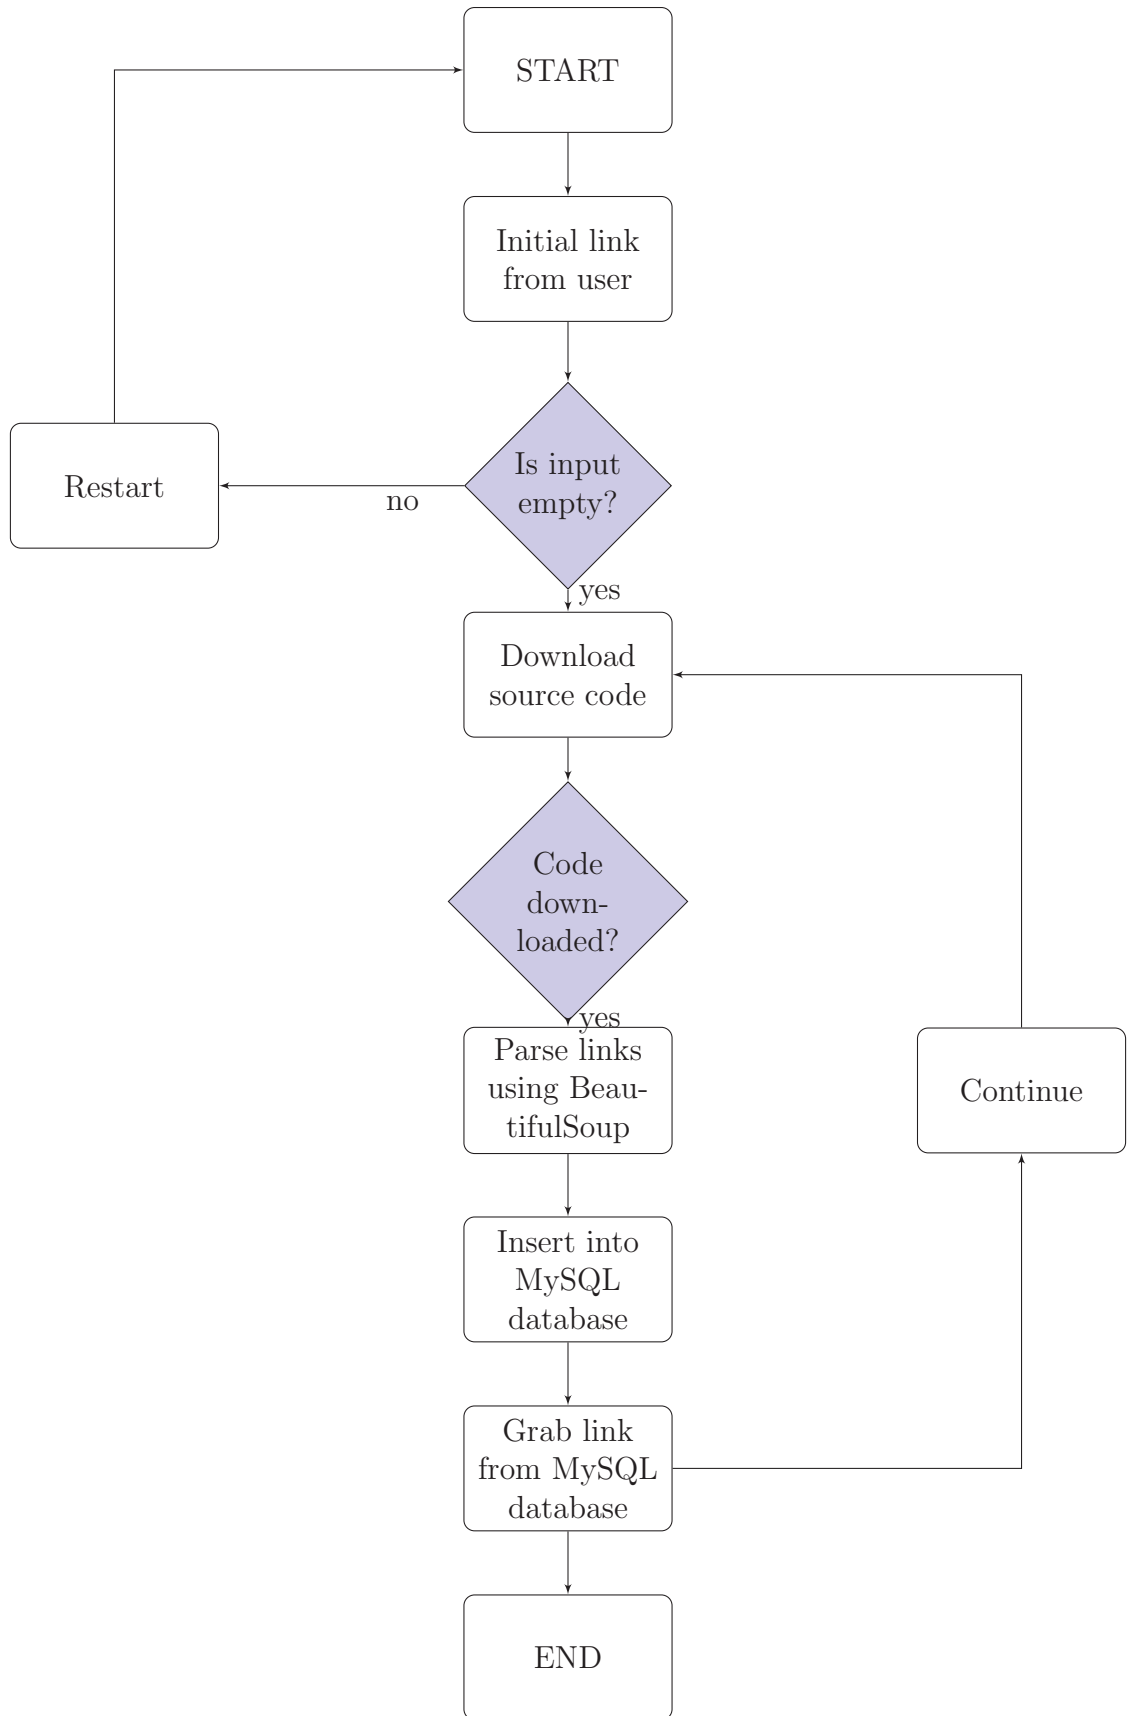 START
Initial link
from user
Is input
empty?
Restart
no
yes
Download
source code
Code
down-
loaded?
yes
Parse links
using Beau-
tifulSoup
Continue
Insert into
MySQL
database
Grab link
from MySQL
database
END